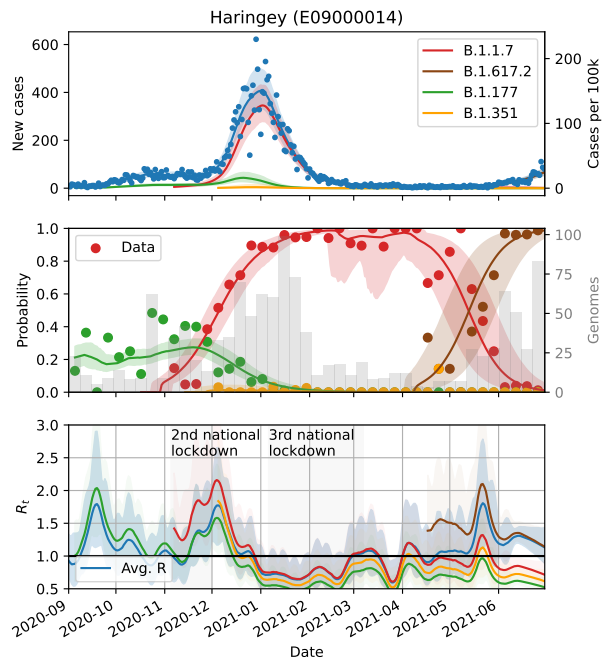 Haringey (E09000014)
New cases
600
400
200
0
B.1.1.7
B.1.617.2
B.1.177
B.1.351
200
100
0
Cases per 100k
Probability
1.0
0.8
0.6
0.4
0.2
0.0
Data
100
75
50
25
0
Genomes
R_t
3.0
2.5
2.0
1.5
1.0
0.5
2nd national
lockdown
3rd national
lockdown
Avg. R
2020-09
2020-10
2020-11
2020-12
2021-01
2021-02
2021-03
2021-04
2021-05
2021-06
Date